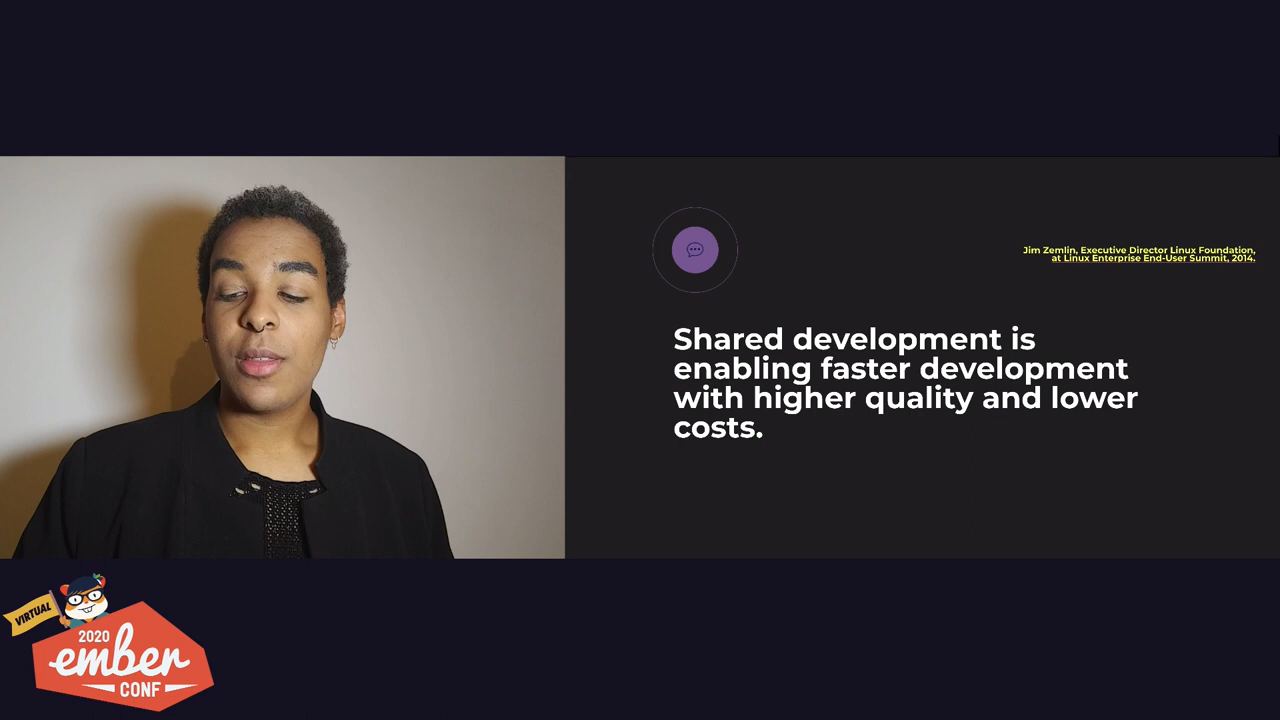 Jim Zemlin, Executive Director Linux Foundation,
at Linux Enterprise End-User Summit, 2014.
Shared development is
enabling faster development
with higher quality and lower
costs.
VIRTUAL
2020
ember
CONF